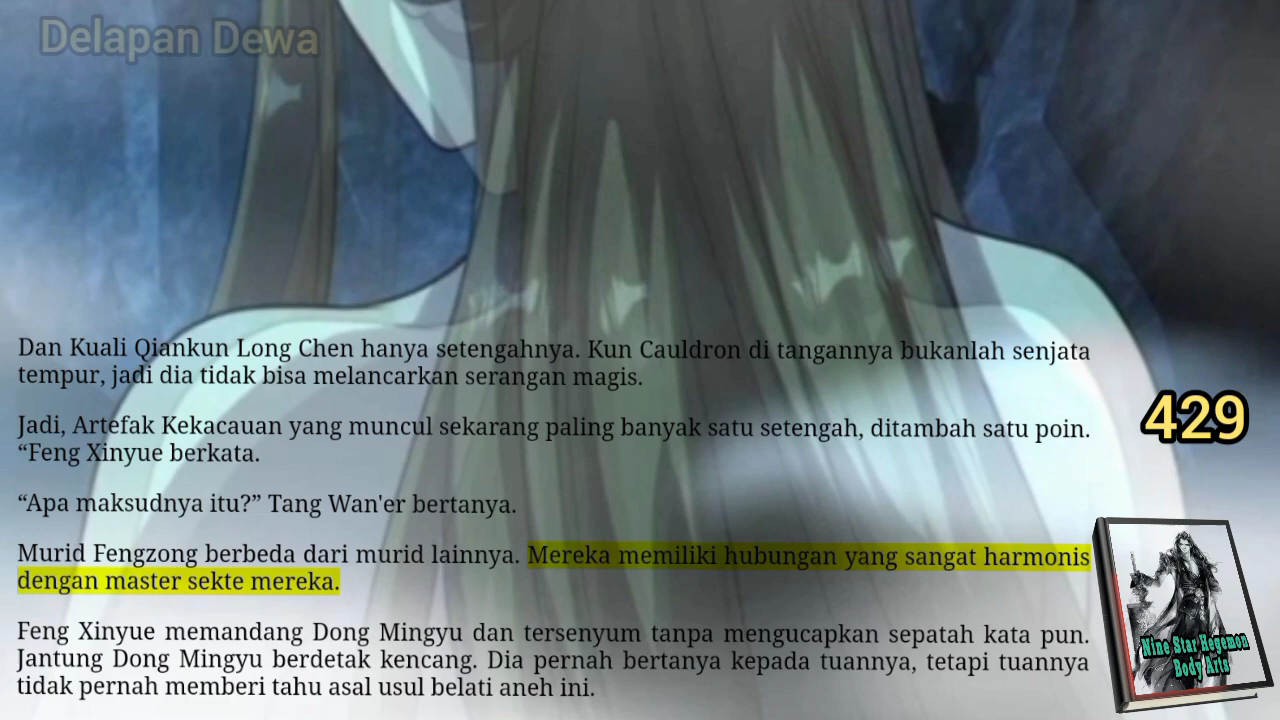 Delapan Dewa
Dan Kuali Qiankun Long Chen hanya setengahnya. Kun Cauldron di tangannya bukanlah senjata
tempur, jadi dia tidak bisa melancarkan serangan magis.
Jadi, Artefak Kekacauan yang muncul sekarang paling banyak satu setengah, ditambah satu poin.
“Feng Xinyue berkata.
“Apa maksudnya itu?” Tang Wan'er bertanya.
Murid Fengzong berbeda dari murid lainnya. Mereka memiliki hubungan yang sangat harmonis
dengan master sekte mereka.
Feng Xinyue memandang Dong Mingyu dan tersenyum tanpa mengucapkan sepatah kata pun.
Jantung Dong Mingyu berdetak kencang. Dia pernah bertanya kepada tuannya, tetapi tuannya
tidak pernah memberi tahu asal usul belati aneh ini.
429
Nine Star Hegemon
Body Arts